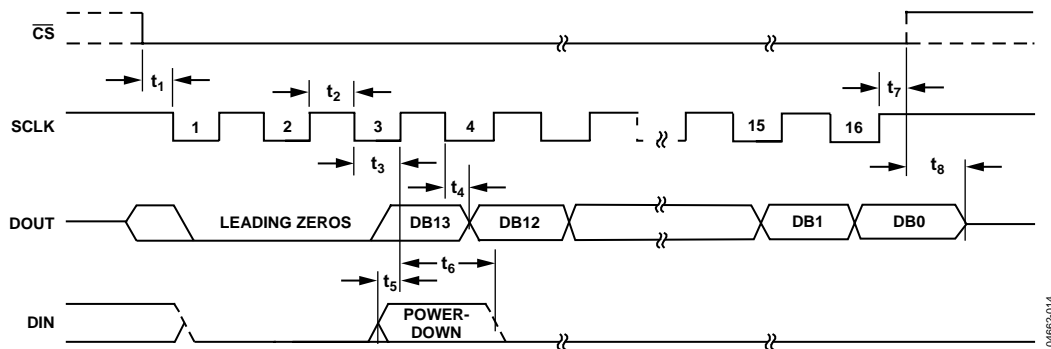 CS
t1
SCLK
1
2
t2
3
t3
4
t4
15
16
t7
t8
DOUT
LEADING ZEROS
DB13
DB12
DB1
DB0
t5
t6
DIN
POWER-
DOWN
04662-014